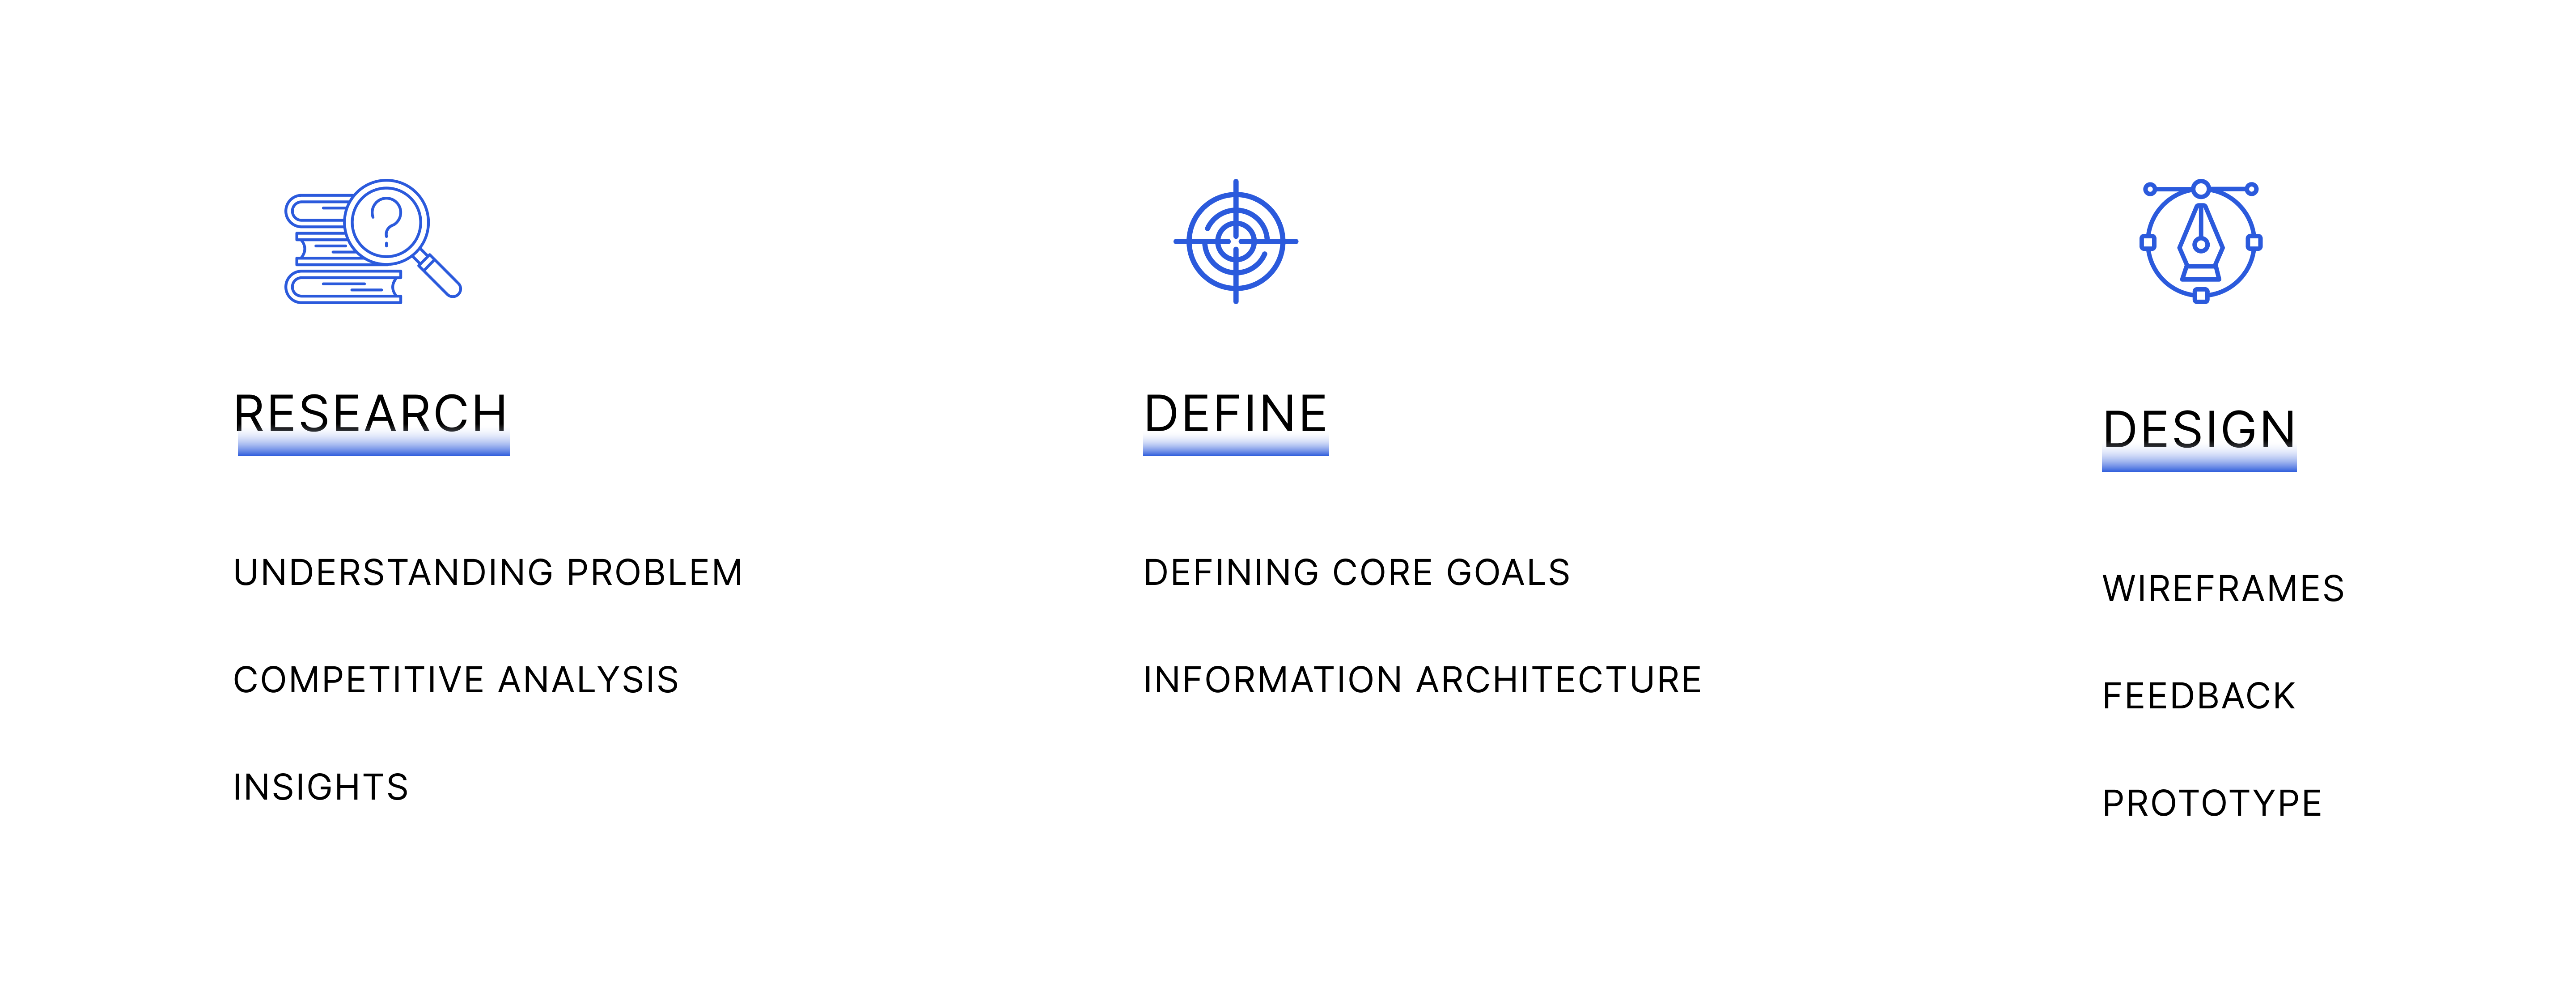 RESEARCH
UNDERSTANDING PROBLEM
COMPETITIVE ANALYSIS
INSIGHTS
DEFINE
DEFINING CORE GOALS
INFORMATION ARCHITECTURE
DESIGN
WIREFRAMES
FEEDBACK
PROTOTYPE